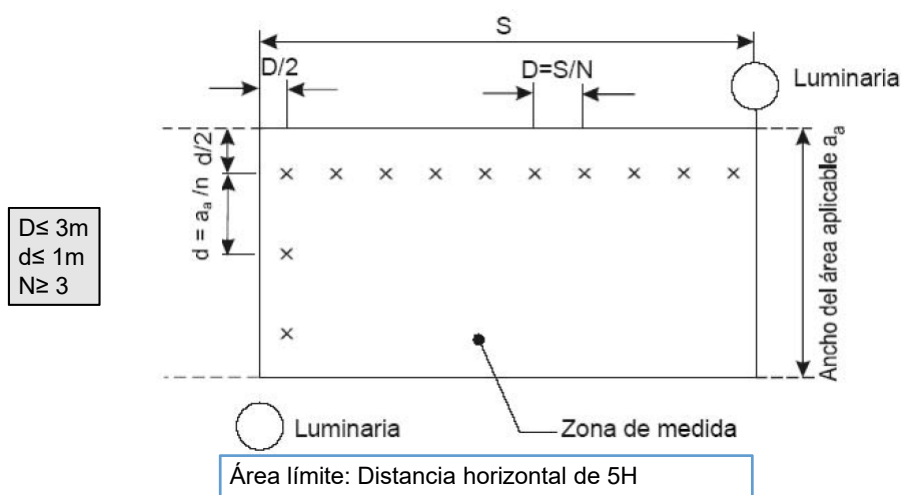 S
D/2
D=S/N
Luminaria
d = aₐ /n d/2
Ancho del área aplicable aₐ
D≤ 3m
d≤ 1m
N≥ 3
Luminaria
Zona de medida
Área límite: Distancia horizontal de 5H